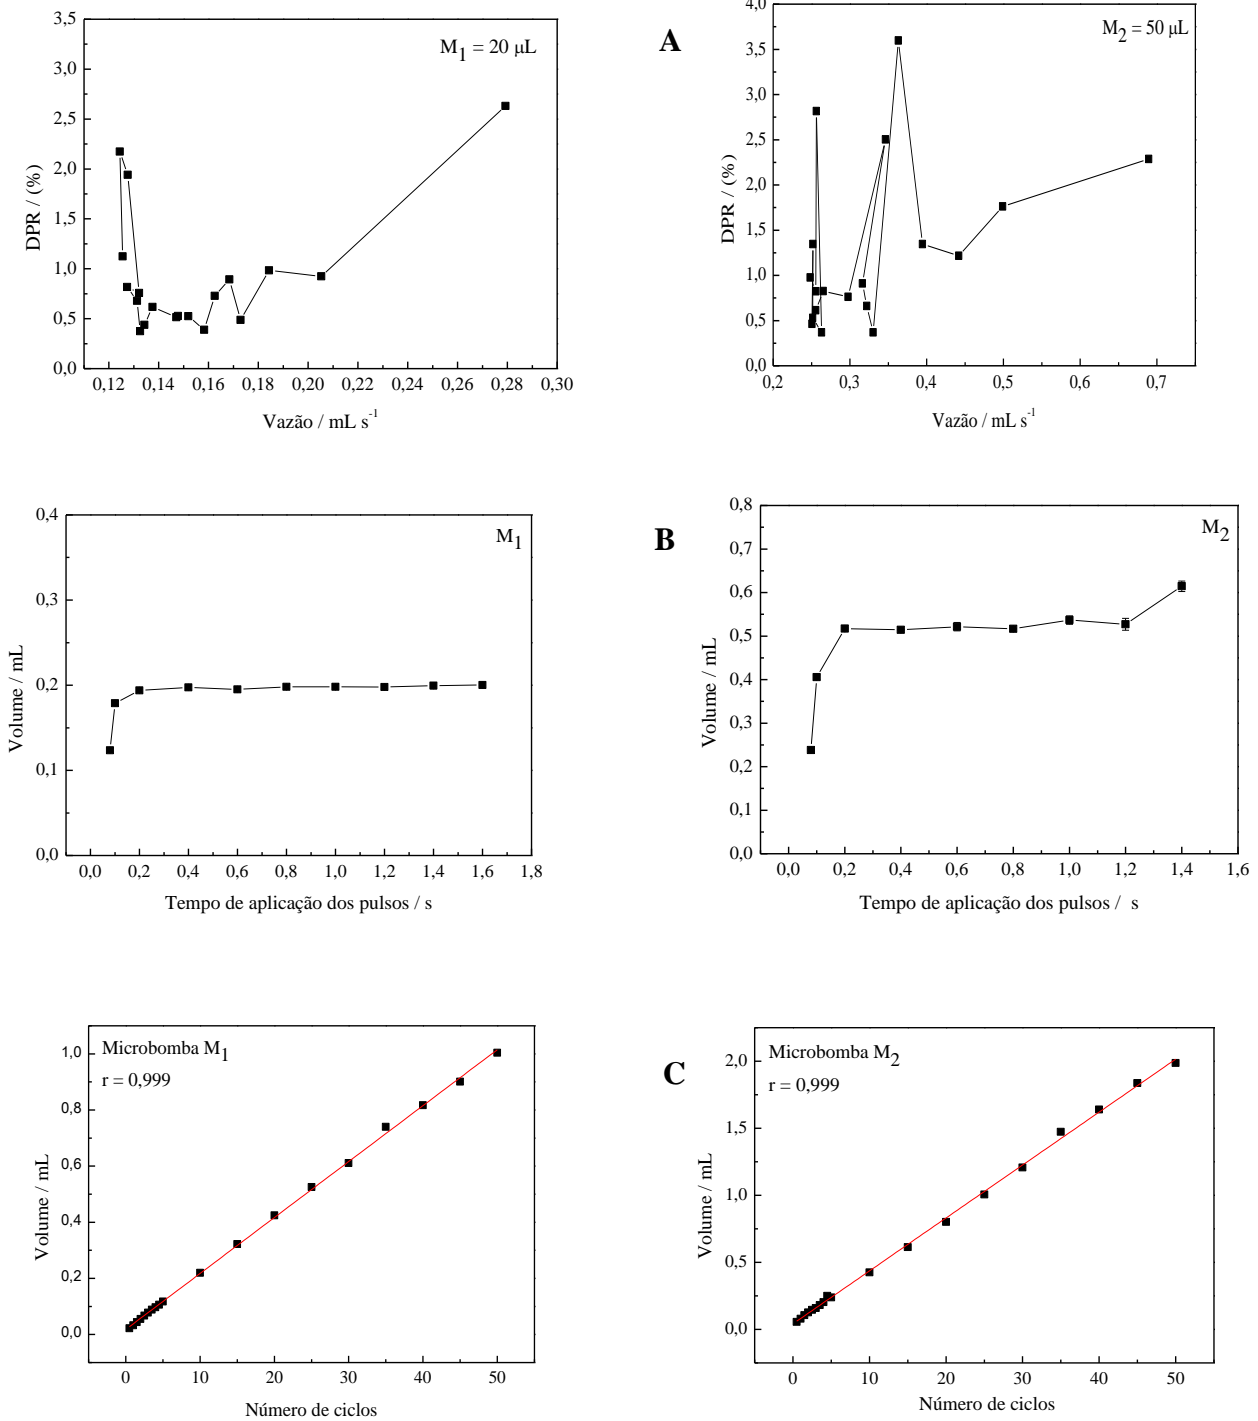 3,5
3,0
2,5
2,0
1,5
1,0
0,5
0,0
DPR / (%)
M1 = 20 µL
0,12 0,14 0,16 0,18 0,20 0,22 0,24 0,26 0,28 0,30
Vazão / mL s-1
A
4,0
3,5
3,0
2,5
2,0
1,5
1,0
0,5
0,0
DPR / (%)
M2 = 50 µL
0,2 0,3 0,4 0,5 0,6 0,7
Vazão / mL s-1
0,4
0,3
0,2
0,1
0,0
Volume / mL
M1
0,0 0,2 0,4 0,6 0,8 1,0 1,2 1,4 1,6 1,8
Tempo de aplicação dos pulsos / s
B
0,8
0,7
0,6
0,5
0,4
0,3
0,2
0,1
0,0
Volume / mL
M2
0,0 0,2 0,4 0,6 0,8 1,0 1,2 1,4 1,6
Tempo de aplicação dos pulsos / s
1,0
0,8
0,6
0,4
0,2
0,0
Volume / mL
Microbomba M1
r = 0,999
0 10 20 30 40 50
Número de ciclos
C
2,0
1,5
1,0
0,5
0,0
Volume / mL
Microbomba M2
r = 0,999
0 10 20 30 40 50
Número de ciclos